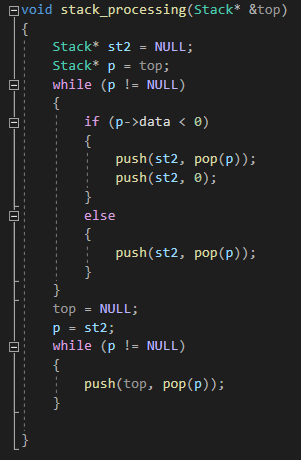 void stack_processing(Stack* &top)
{
    Stack* st2 = NULL;
    Stack* p = top;
    while (p != NULL)
    {
        if (p->data < 0)
        {
            push(st2, pop(p));
            push(st2, 0);
        }
        else
        {
            push(st2, pop(p));
        }
    }
    top = NULL;
    p = st2;
    while (p != NULL)
    {
        push(top, pop(p));
    }
}